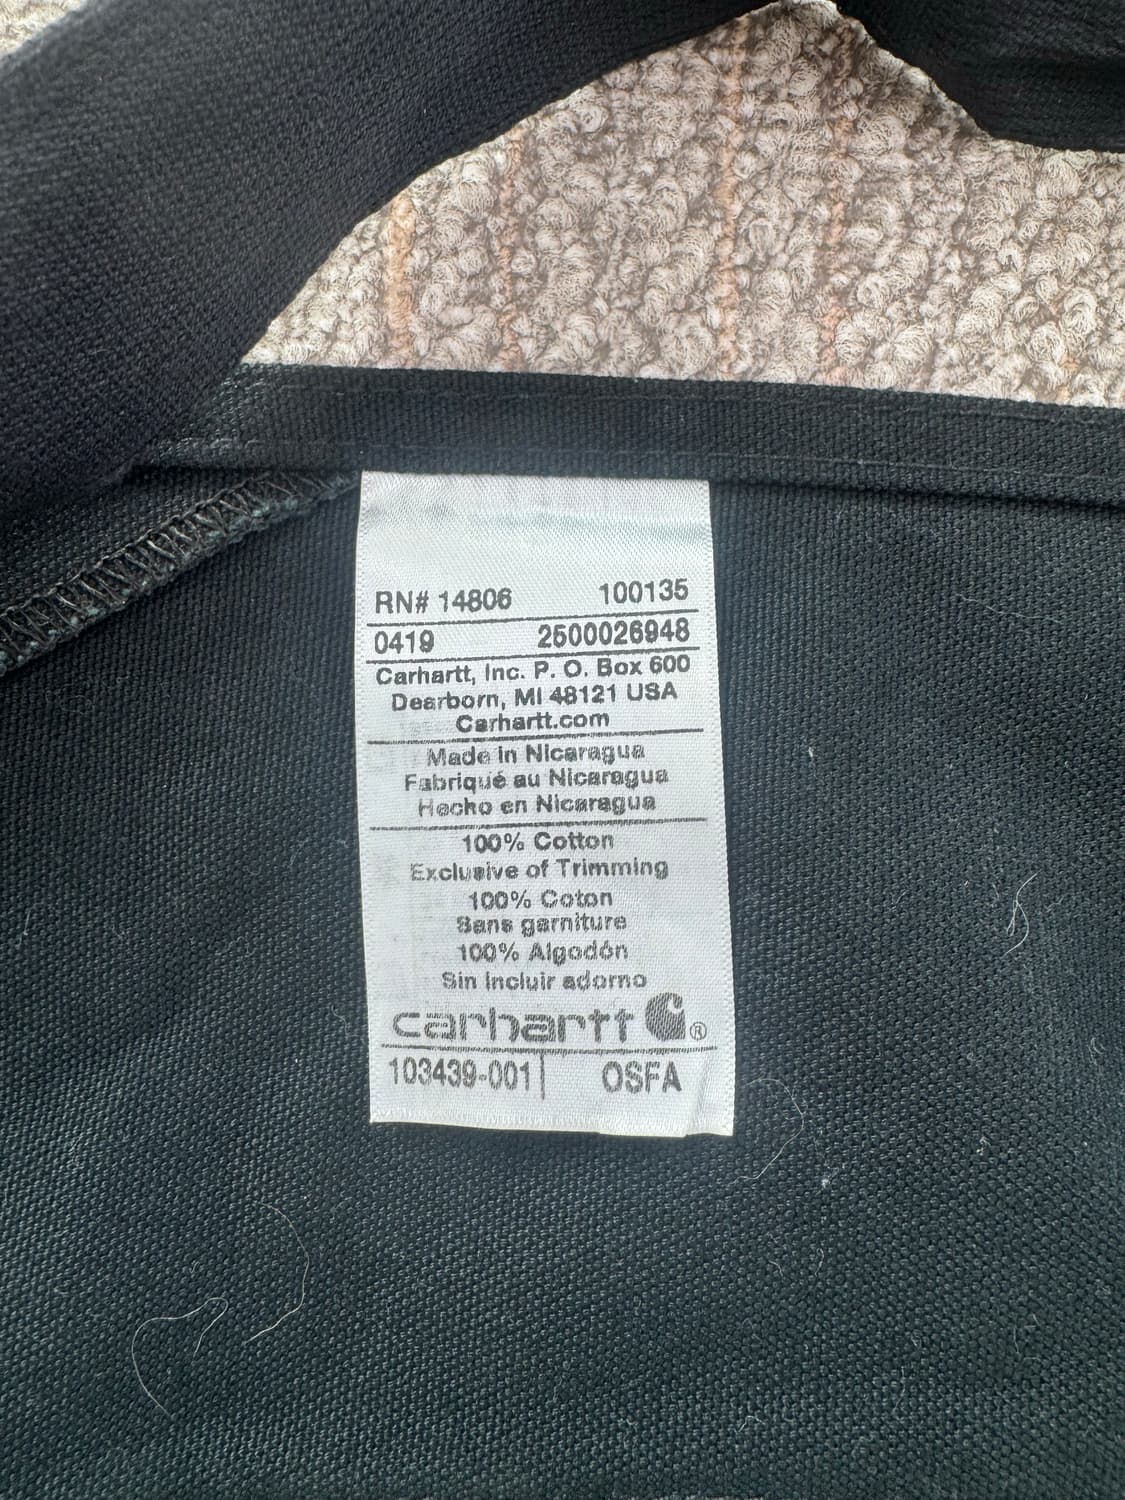 RN# 14806 100135
0419 2500026948
Carhartt, Inc. P. O. Box 600
Dearborn, MI 48121 USA
Carhartt.com
Made in Nicaragua
Fabriqué au Nicaragua
Hecho en Nicaragua
100% Cotton
Exclusive of Trimming
100% Coton
Sans garniture
100% Algodón
Sin incluir adorno
carhartt ®
103439-001 OSFA